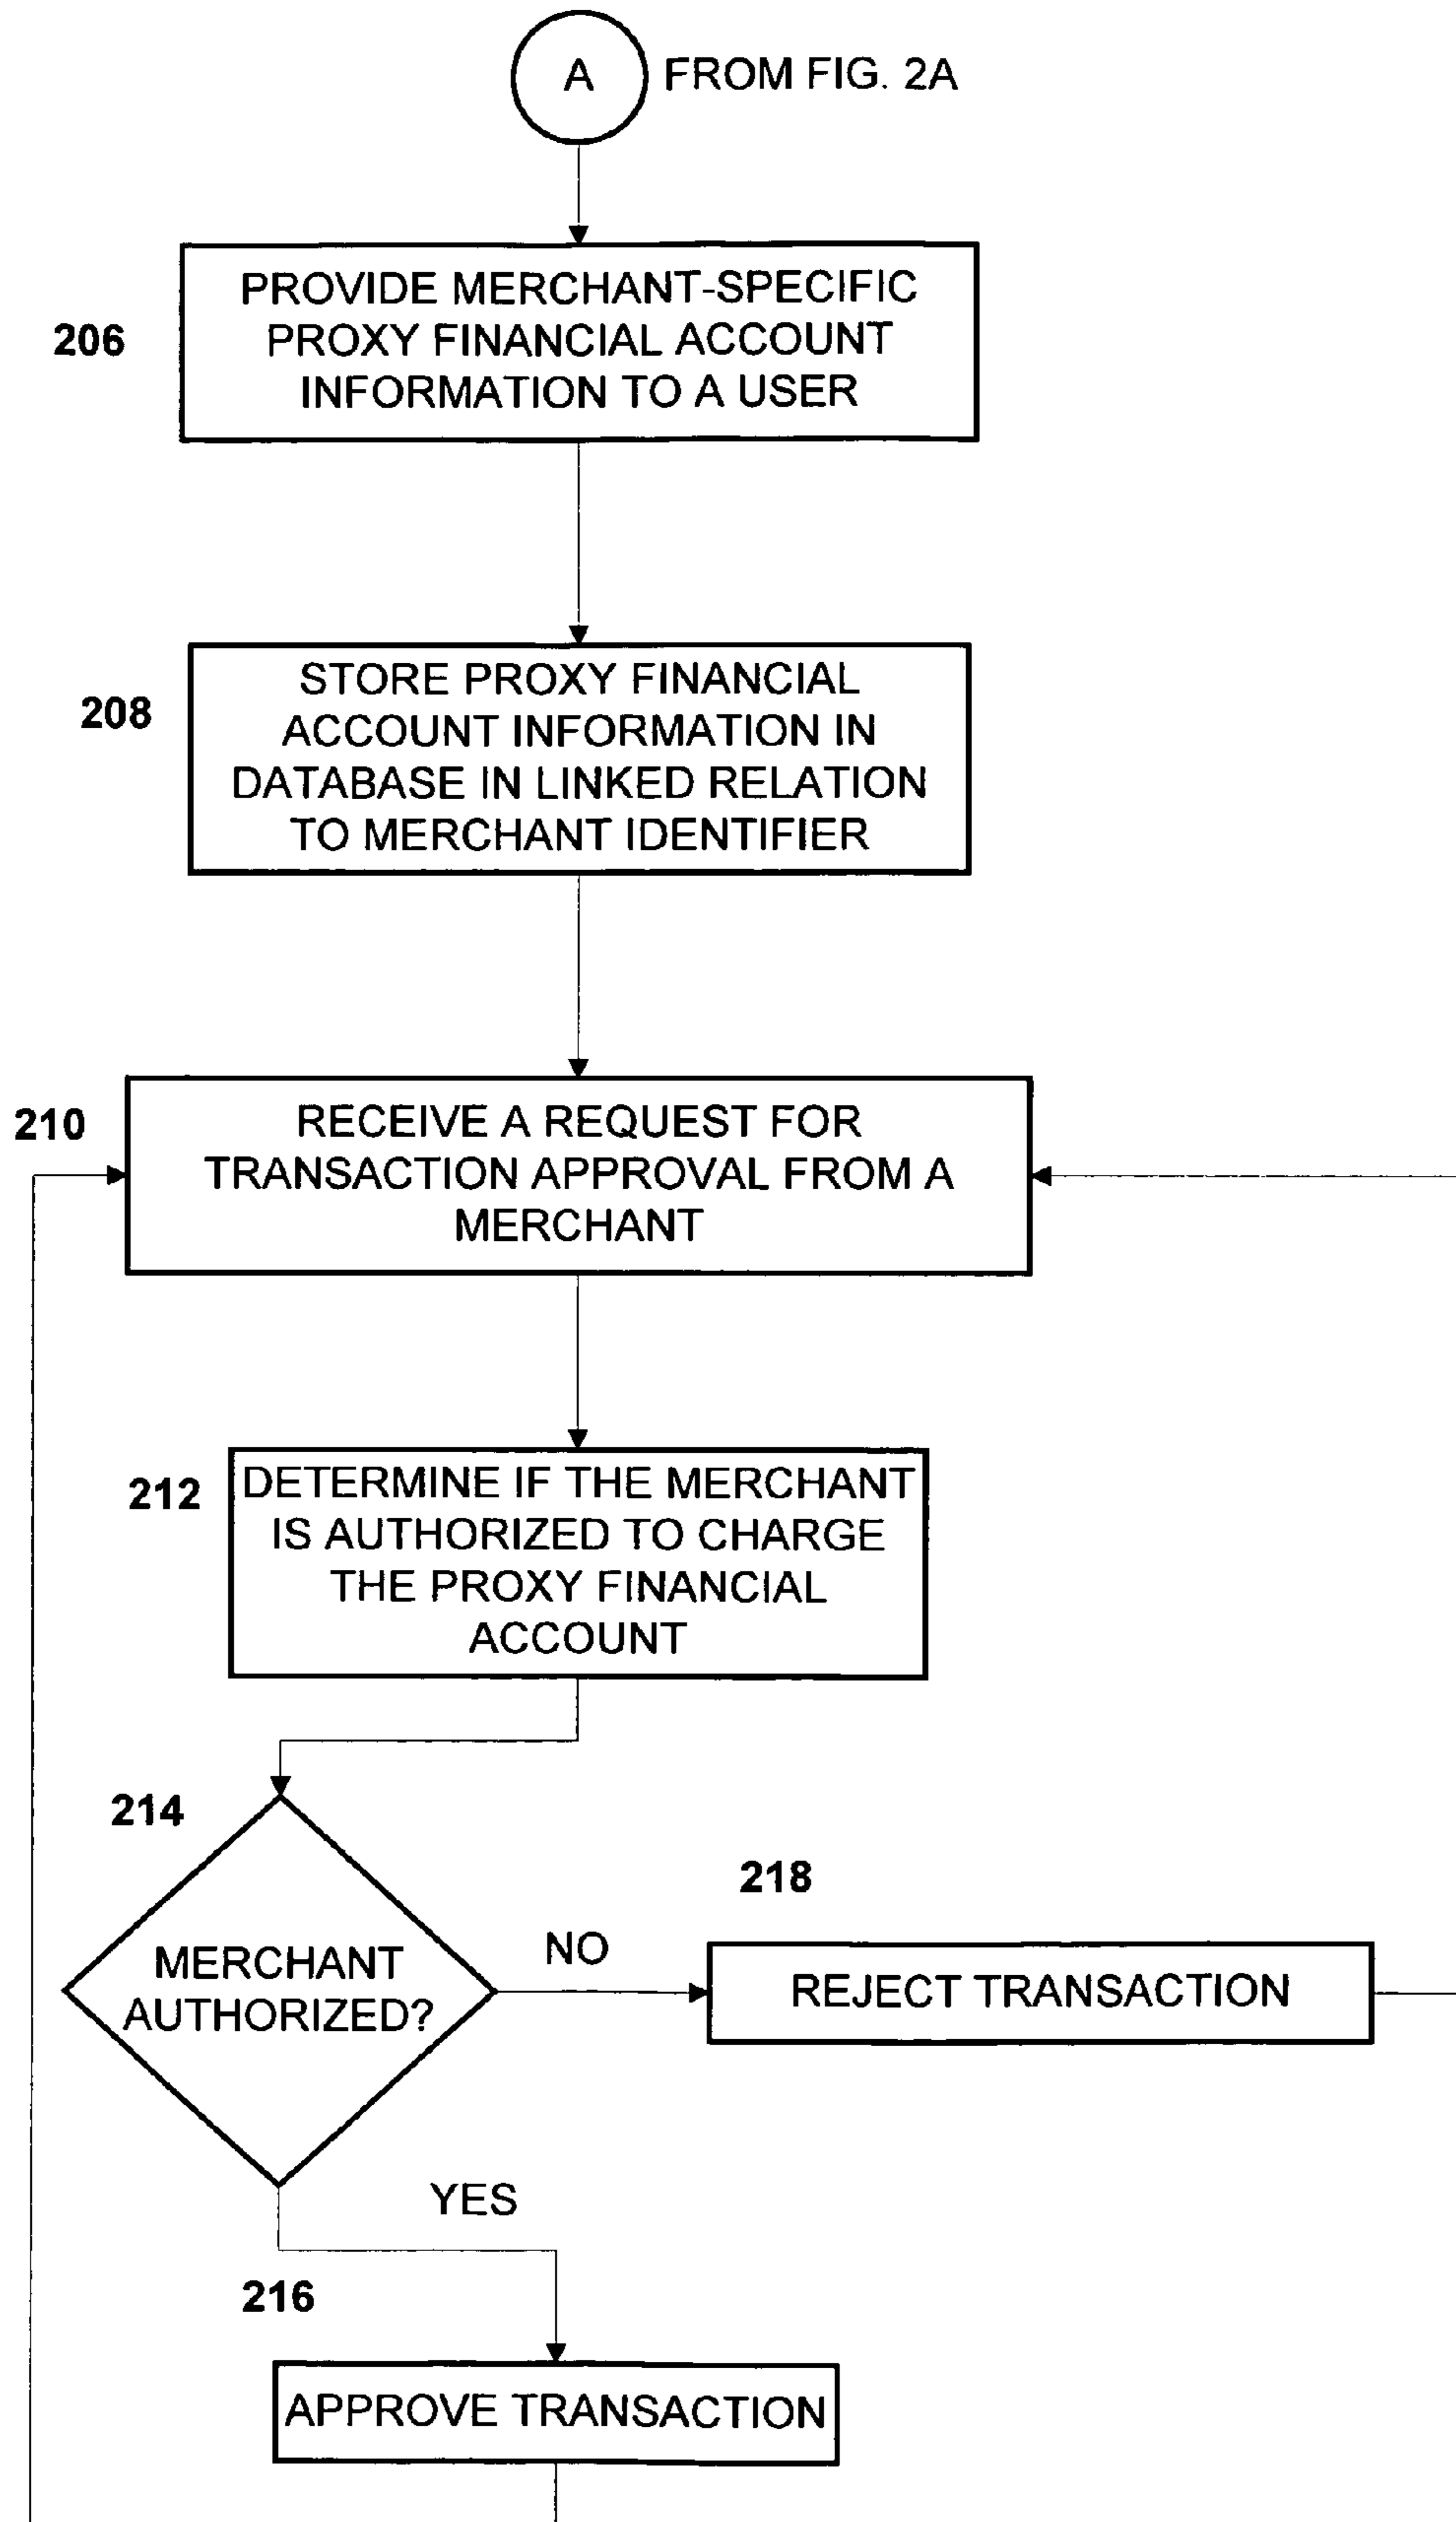 A
FROM FIG. 2A
206
PROVIDE MERCHANT-SPECIFIC
PROXY FINANCIAL ACCOUNT
INFORMATION TO A USER
208
STORE PROXY FINANCIAL
ACCOUNT INFORMATION IN
DATABASE IN LINKED RELATION
TO MERCHANT IDENTIFIER
210
RECEIVE A REQUEST FOR
TRANSACTION APPROVAL FROM A
MERCHANT
212
DETERMINE IF THE MERCHANT
IS AUTHORIZED TO CHARGE
THE PROXY FINANCIAL
ACCOUNT
214
MERCHANT
AUTHORIZED?
NO
218
REJECT TRANSACTION
YES
216
APPROVE TRANSACTION